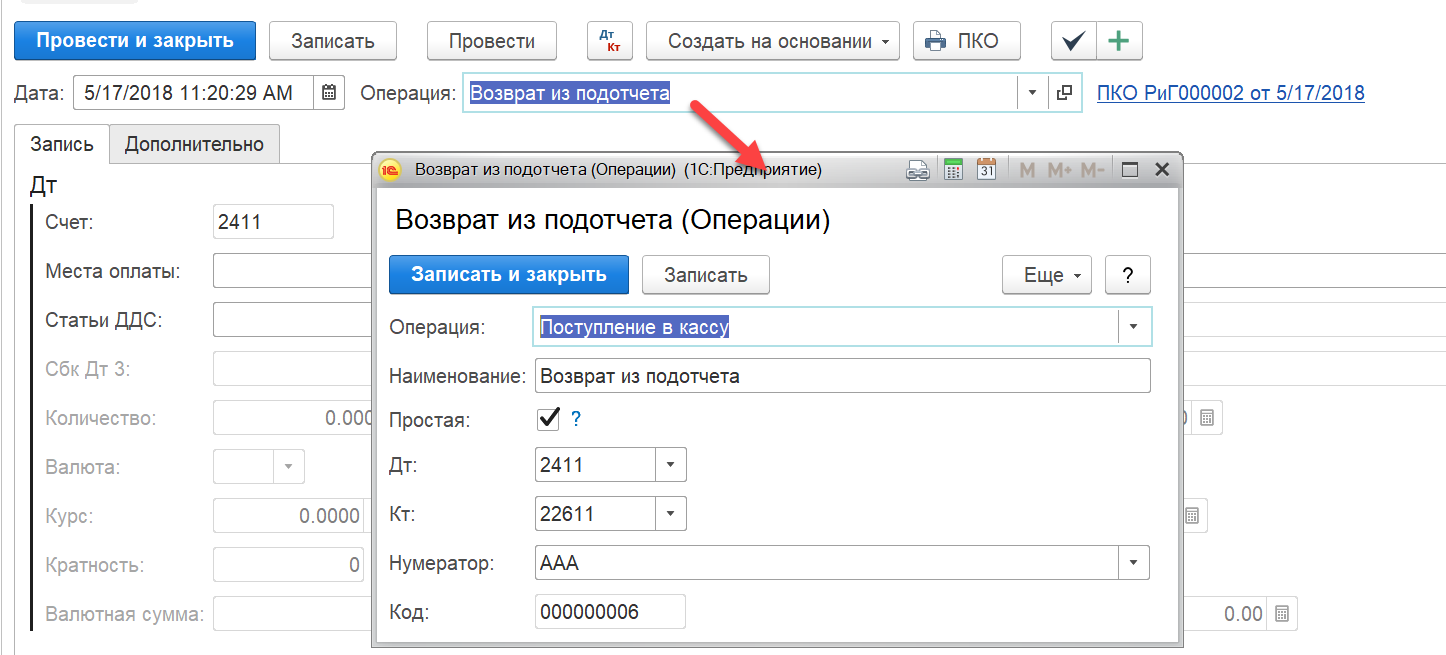 Провести и закрыть Записать Провести Дт Кт Создать на основании ПКО
Дата: 5/17/2018 11:20:29 AM Операция: Возврат из подотчета ПКО РиГ000002 от 5/17/2018
Запись Дополнительно
Дт
Счет: 2411
Места оплаты:
Статьи ДДС:
Сбк Дт 3:
Количество: 0.000
Валюта:
Курс: 0.0000
Кратность: 0
Валютная сумма: 0.00
1С Возврат из подотчета (Операции) (1С:Предприятие) 31 M M+ M-
Возврат из подотчета (Операции)
Записать и закрыть Записать Еще ?
Операция: Поступление в кассу
Наименование: Возврат из подотчета
Простая: ?
Дт: 2411
Кт: 22611
Нумератор: ААА
Код: 000000006